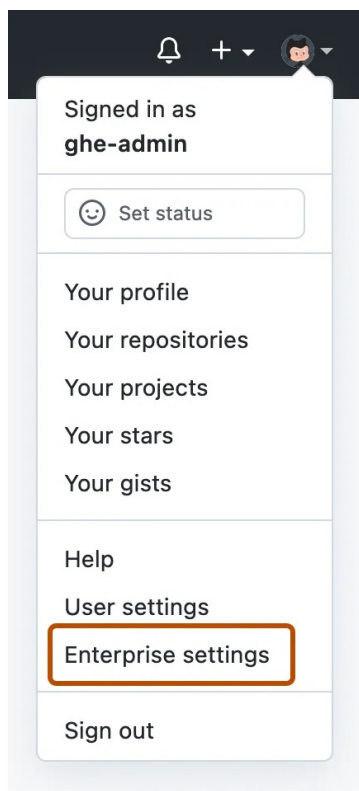 Signed in as
ghe-admin
Set status
Your profile
Your repositories
Your projects
Your stars
Your gists
Help
User settings
Enterprise settings
Sign out